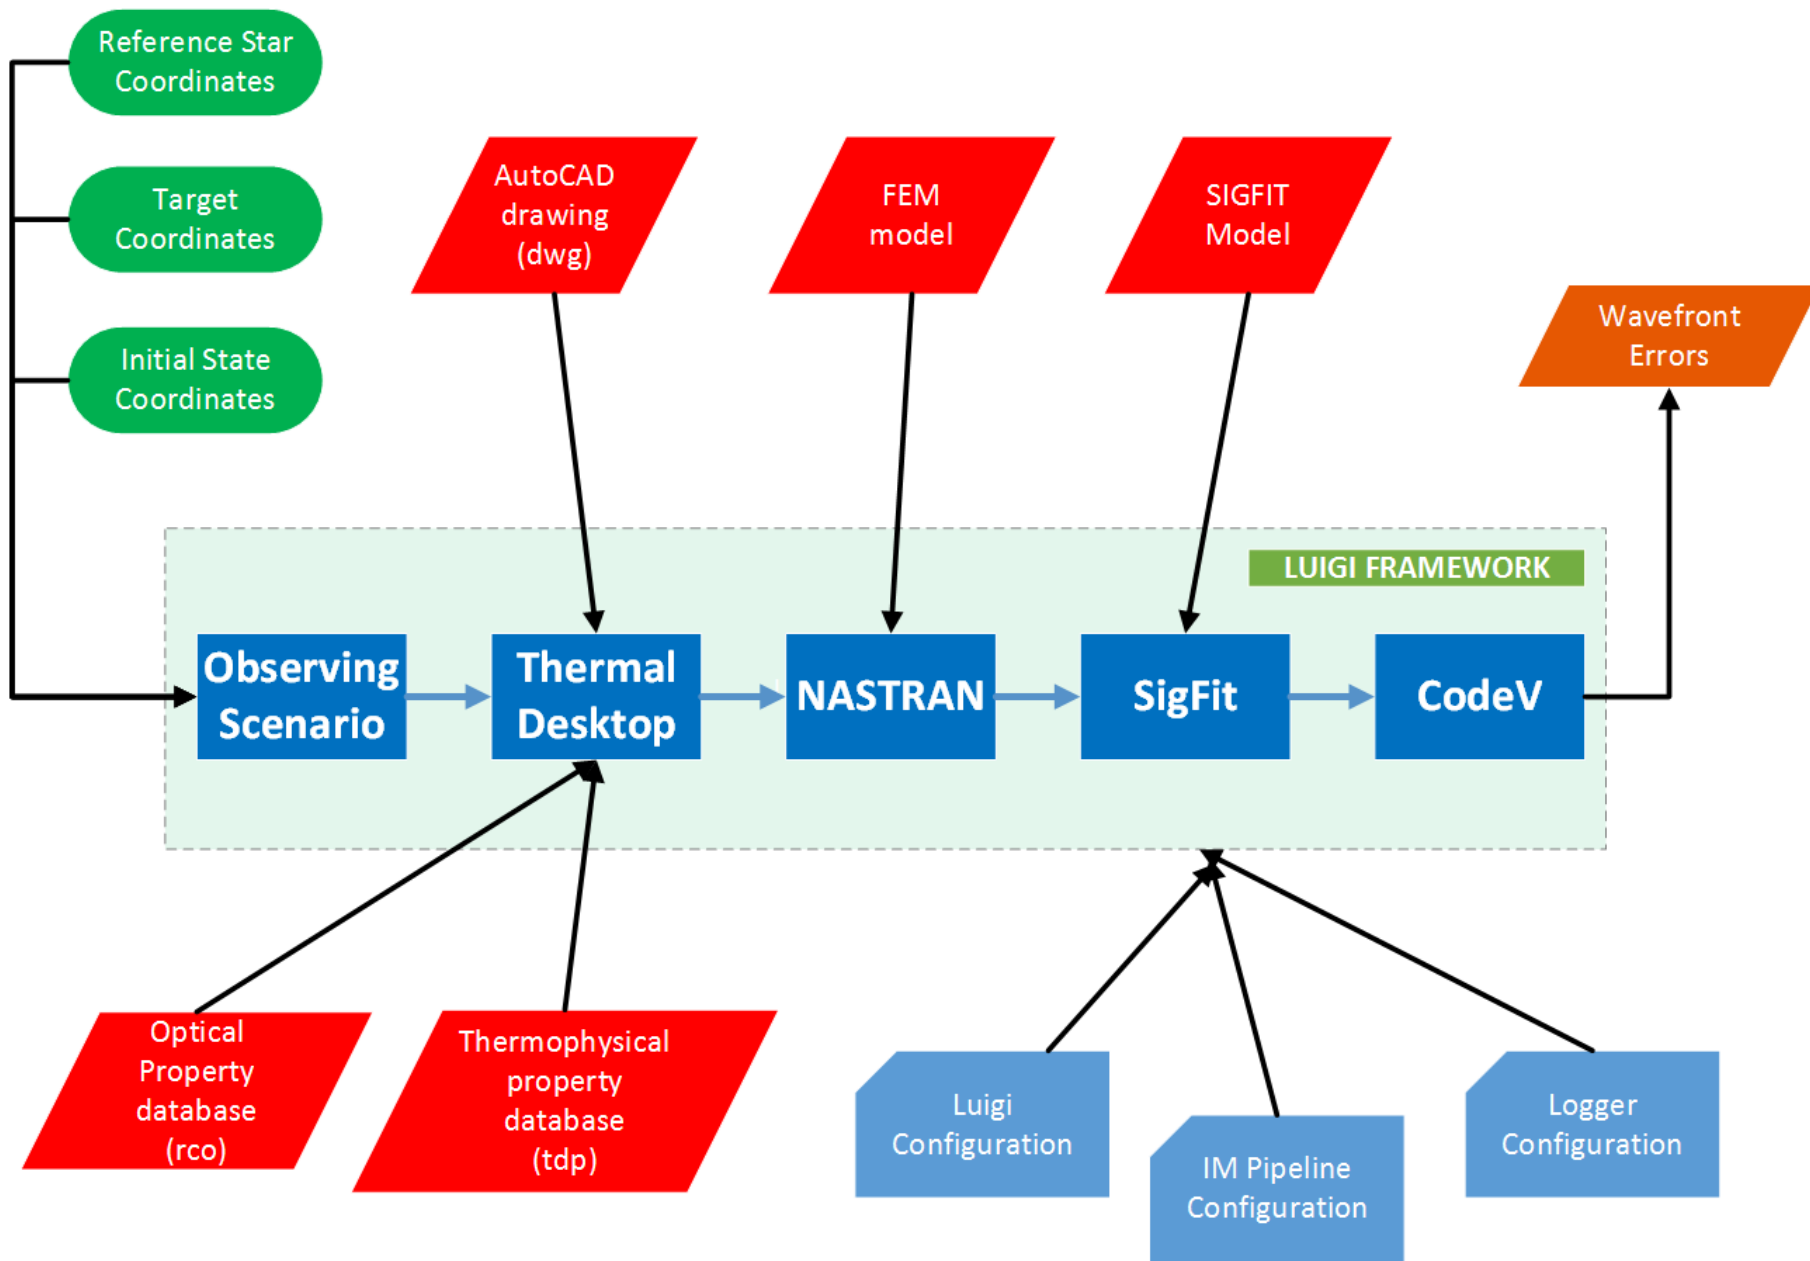 Reference Star
Coordinates
Target
Coordinates
Initial State
Coordinates
AutoCAD
drawing
(dwg)
FEM
model
SIGFIT
Model
Wavefront
Errors
LUIGI FRAMEWORK
Observing
Scenario
Thermal
Desktop
NASTRAN
SigFit
CodeV
Optical
Property
database
(rco)
Thermophysical
property
database
(tdp)
Luigi
Configuration
IM Pipeline
Configuration
Logger
Configuration